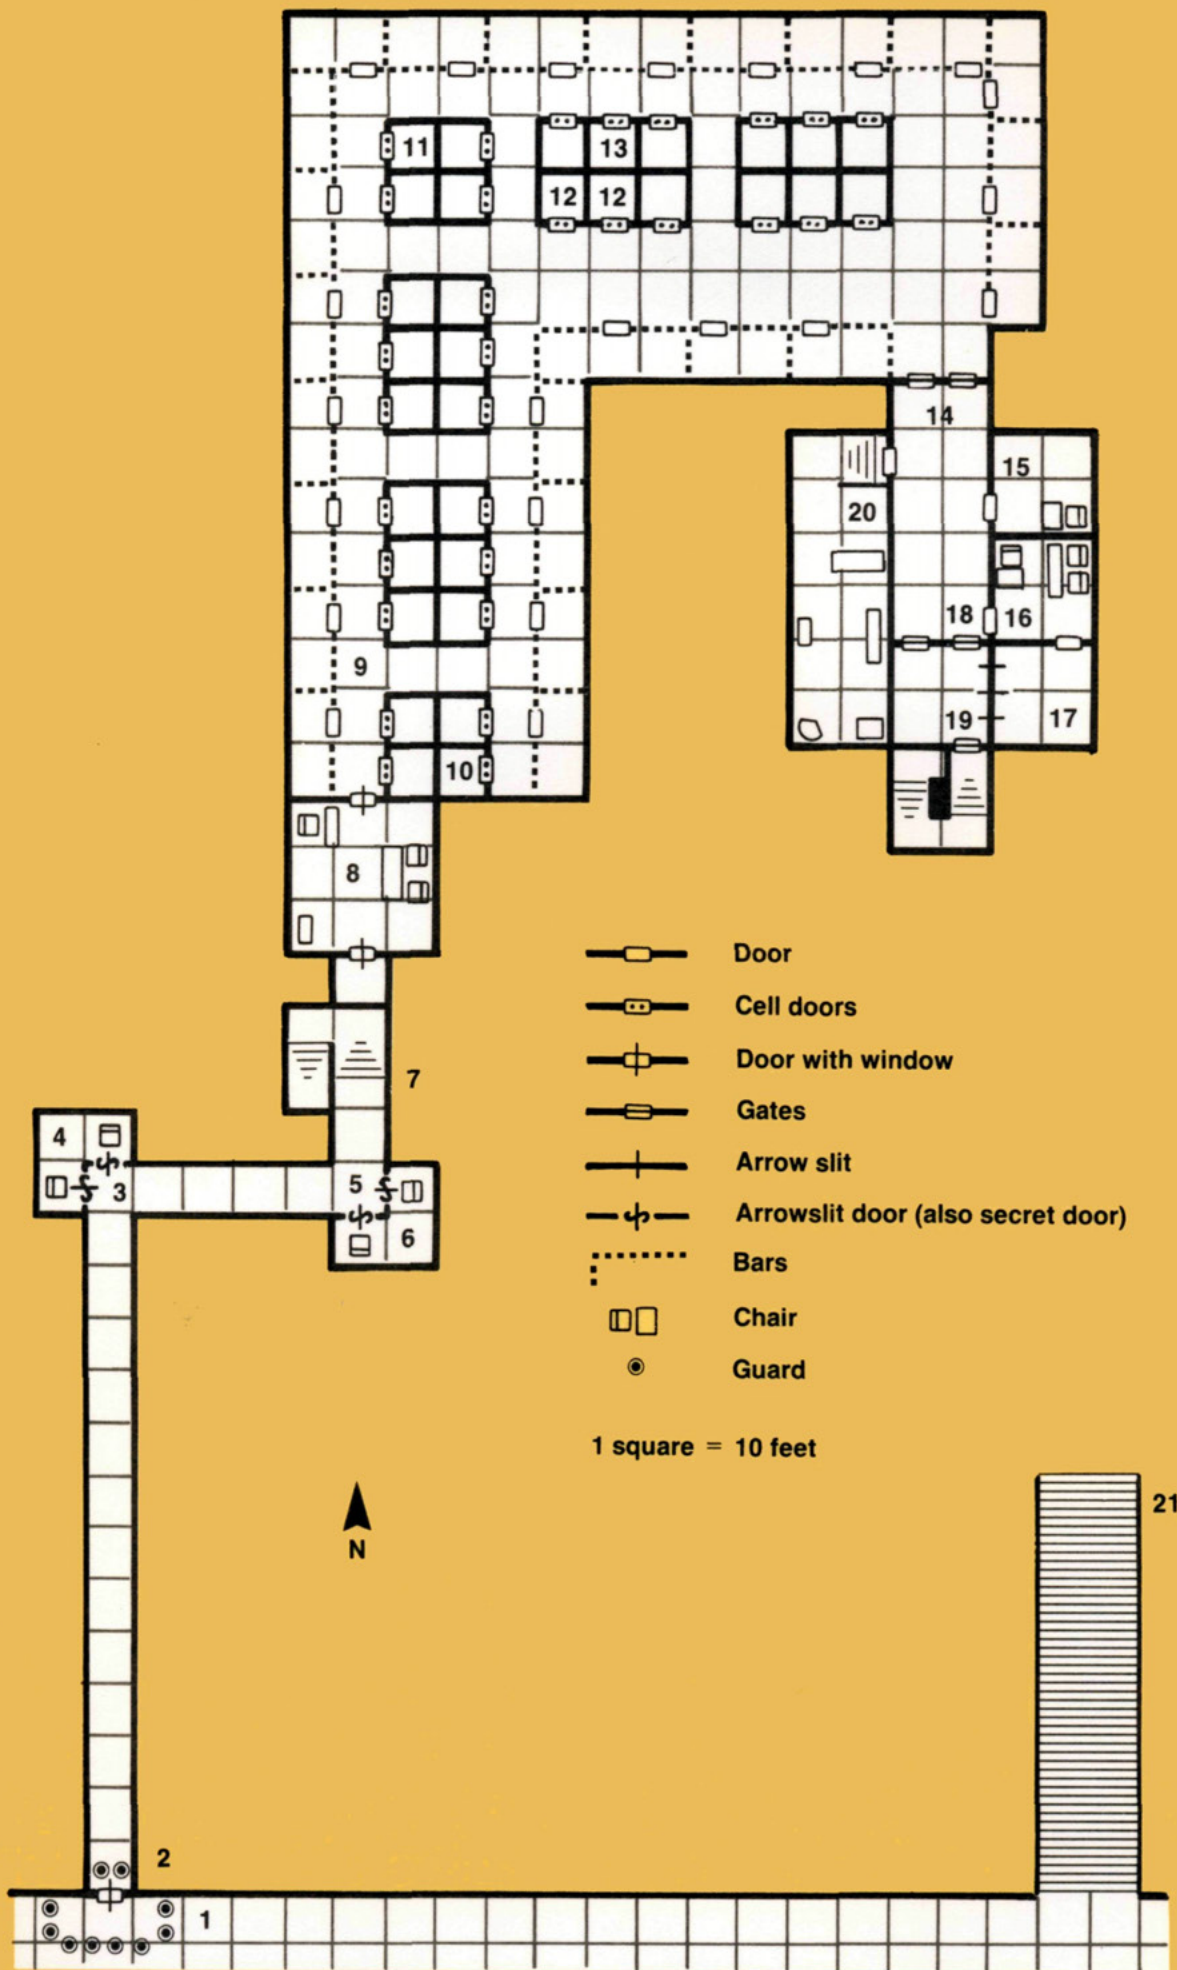 11
13
12 12
14
15
20
18 16
9
19 17
10
8
Door
Cell doors
Door with window
7
Gates
4
Arrow slit
3
5
Arrowslit door (also secret door)
6
Bars
Chair
Guard
1 square = 10 feet
21
N
2
1